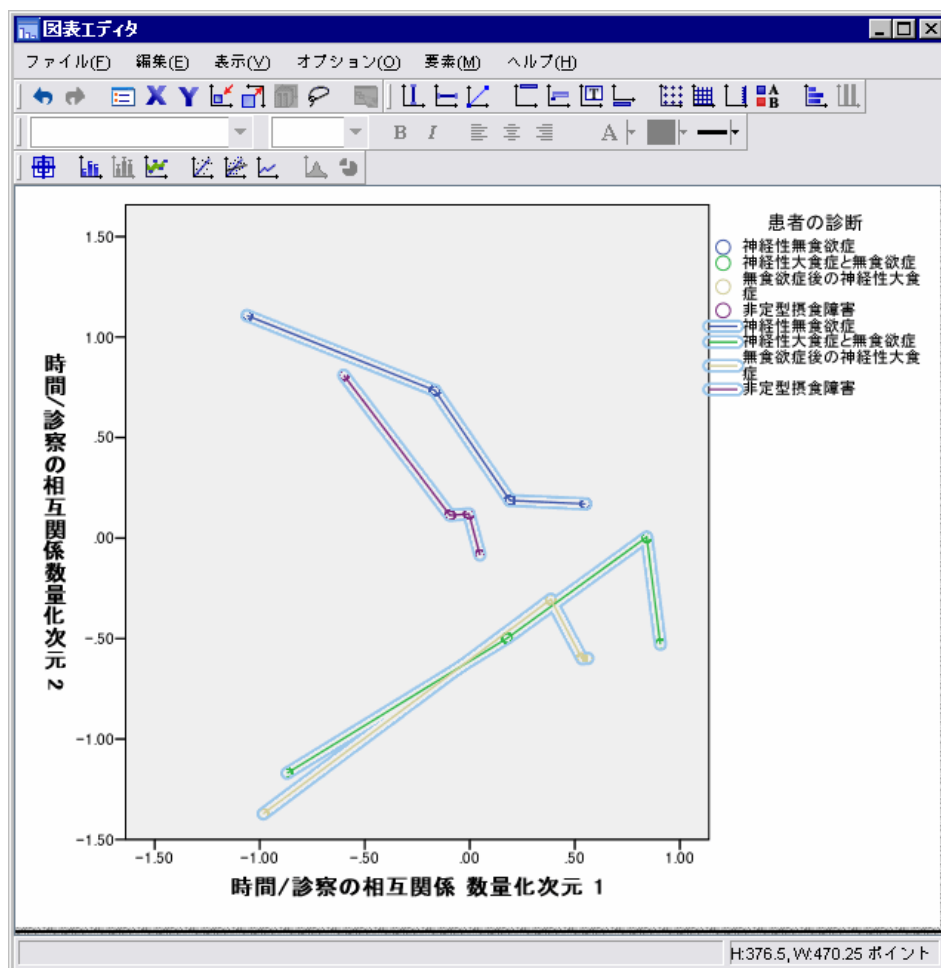 図表エディタ
ファイル(F) 編集(E) 表示(V) オプション(O) 要素(M) ヘルプ(H)
B I A
患者の診断
神経性無食欲症
神経性大食症と無食欲症
無食欲症後の神経性大食
症
非定型摂食障害
神経性無食欲症
神経性大食症と無食欲症
無食欲症後の神経性大食
症
非定型摂食障害
時間/診察の相互関係数量化次元 2
1.50
1.00
.50
.00
-.50
-1.00
-1.50
-1.50 -1.00 -.50 .00 .50 1.00
時間/診察の相互関係 数量化次元 1
H:376.5, W:470.25 ポイント